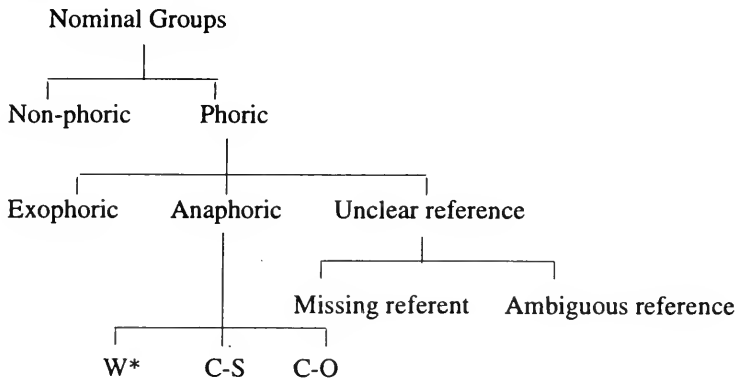 Nominal Groups
Non-phoric Phoric
Exophoric Anaphoric Unclear reference
Missing referent Ambiguous reference
W* C-S C-O